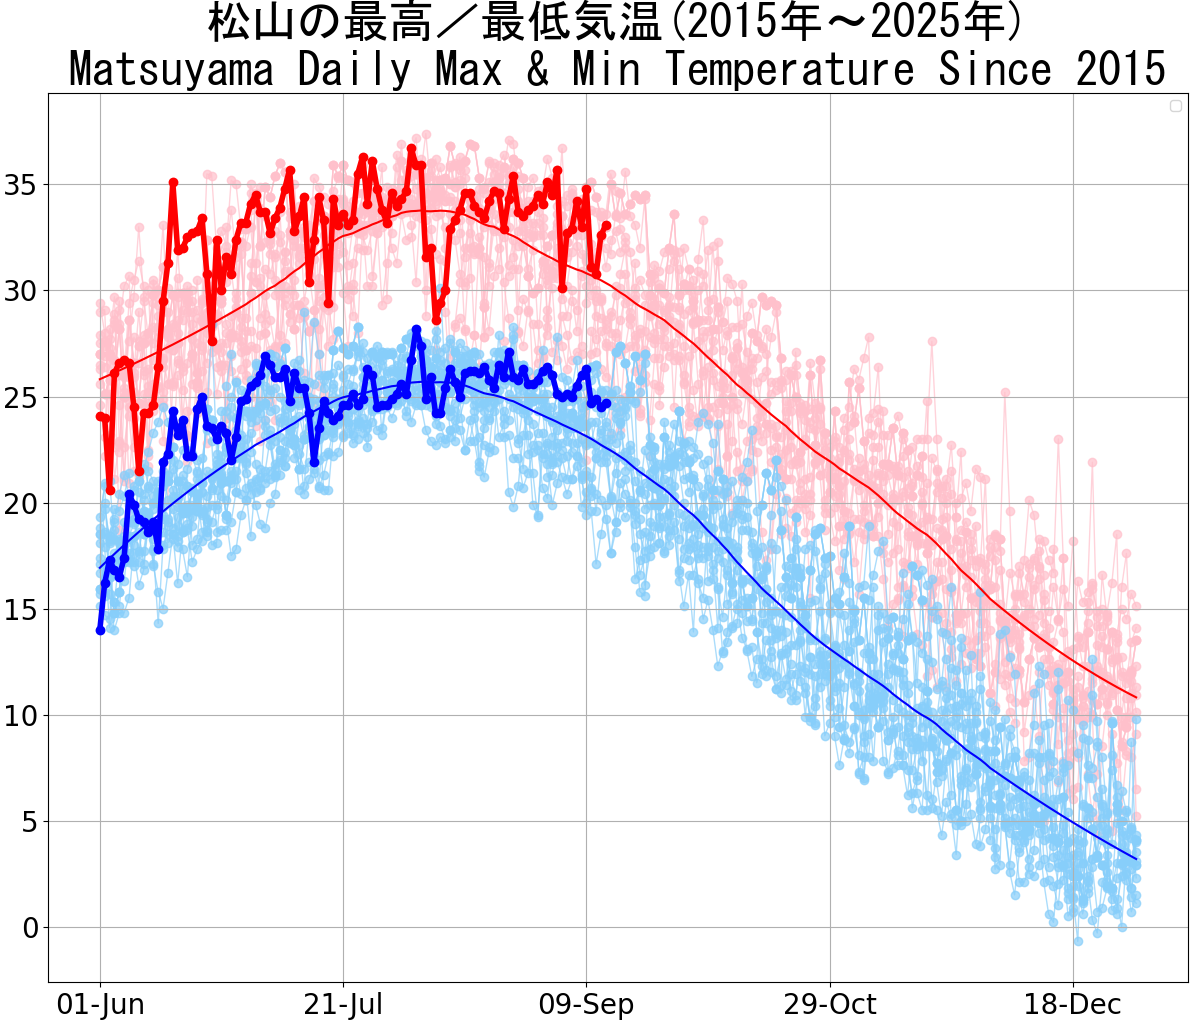 松山の最高／最低気温(2015年～2025年)
Matsuyama Daily Max & Min Temperature Since 2015
35
30
25
20
15
10
5
0
01-Jun 21-Jul 09-Sep 29-Oct 18-Dec